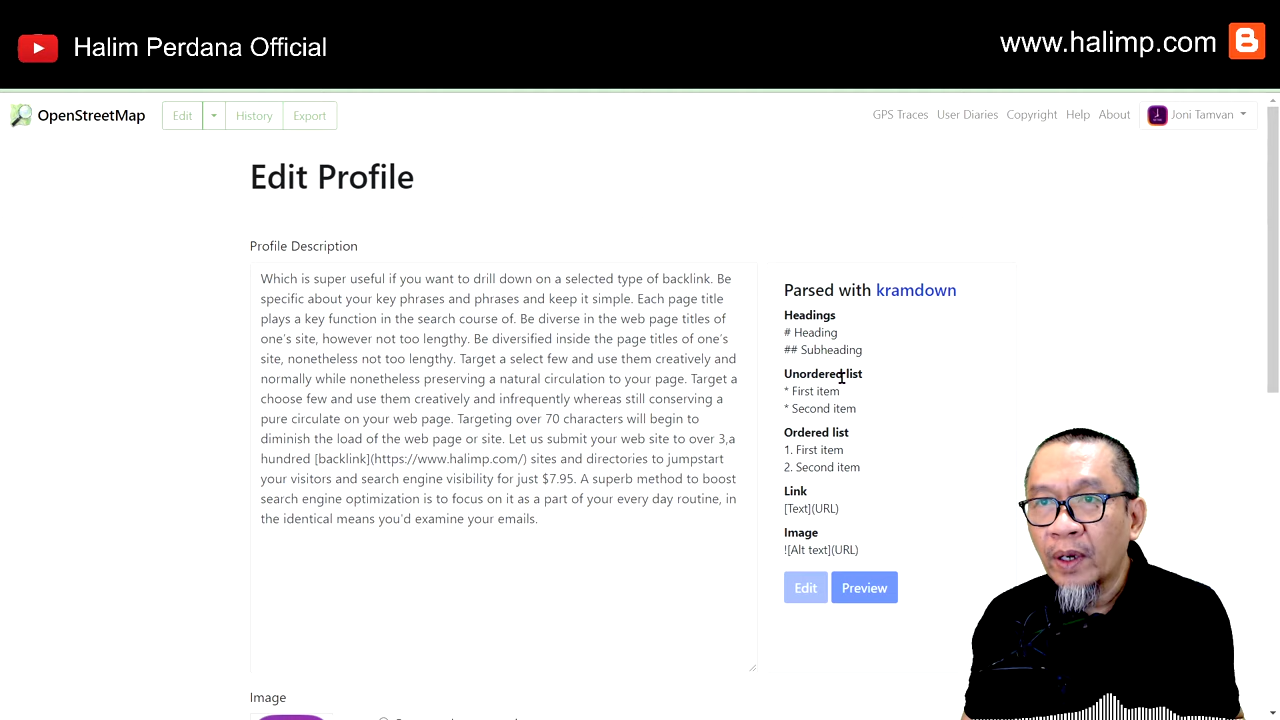 Halim Perdana Official
www.halimp.com
OpenStreetMap
Edit
History
Export
GPS Traces
User Diaries
Copyright
Help
About
Joni Tamvan
Edit Profile
Profile Description
Which is super useful if you want to drill down on a selected type of backlink. Be
specific about your key phrases and phrases and keep it simple. Each page title
plays a key function in the search course of. Be diverse in the web page titles of
one's site, however not too lengthy. Be diversified inside the page titles of one's
site, nonetheless not too lengthy. Target a select few and use them creatively and
normally while nonetheless preserving a natural circulation to your page. Target a
choose few and use them creatively and infrequently whereas still conserving a
pure circulate on your web page. Targeting over 70 characters will begin to
diminish the load of the web page or site. Let us submit your web site to over 3,a
hundred [backlink](https://www.halimp.com/) sites and directories to jumpstart
your visitors and search engine visibility for just $7.95. A superb method to boost
search engine optimization is to focus on it as a part of your every day routine, in
the identical means you'd examine your emails.
Parsed with kramdown
Headings
# Heading
## Subheading
Unordered list
* First item
* Second item
Ordered list
1. First item
2. Second item
Link
[Text](URL)
Image
![Alt text](URL)
Edit
Preview
Image